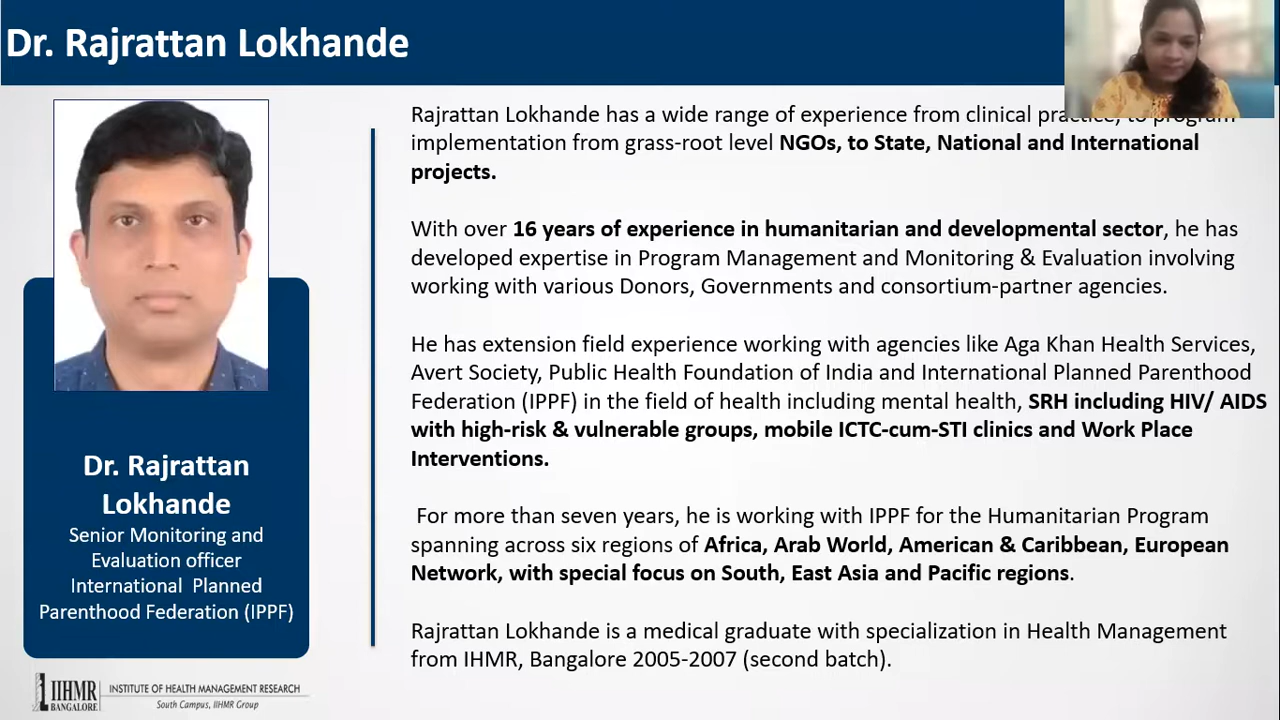 Dr. Rajrattan Lokhande
Rajrattan Lokhande has a wide range of experience from clinical practice, to program
implementation from grass-root level NGOs, to State, National and International
projects.
With over 16 years of experience in humanitarian and developmental sector, he has
developed expertise in Program Management and Monitoring & Evaluation involving
working with various Donors, Governments and consortium-partner agencies.
He has extension field experience working with agencies like Aga Khan Health Services,
Avert Society, Public Health Foundation of India and International Planned Parenthood
Federation (IPPF) in the field of health including mental health, SRH including HIV/ AIDS
with high-risk & vulnerable groups, mobile ICTC-cum-STI clinics and Work Place
Interventions.
For more than seven years, he is working with IPPF for the Humanitarian Program
spanning across six regions of Africa, Arab World, American & Caribbean, European
Network, with special focus on South, East Asia and Pacific regions.
Rajrattan Lokhande is a medical graduate with specialization in Health Management
from IHMR, Bangalore 2005-2007 (second batch).
Dr. Rajrattan
Lokhande
Senior Monitoring and
Evaluation officer
International Planned
Parenthood Federation (IPPF)
IIHMR
BANGALORE
INSTITUTE OF HEALTH MANAGEMENT RESEARCH
South Campus, IIHMR Group